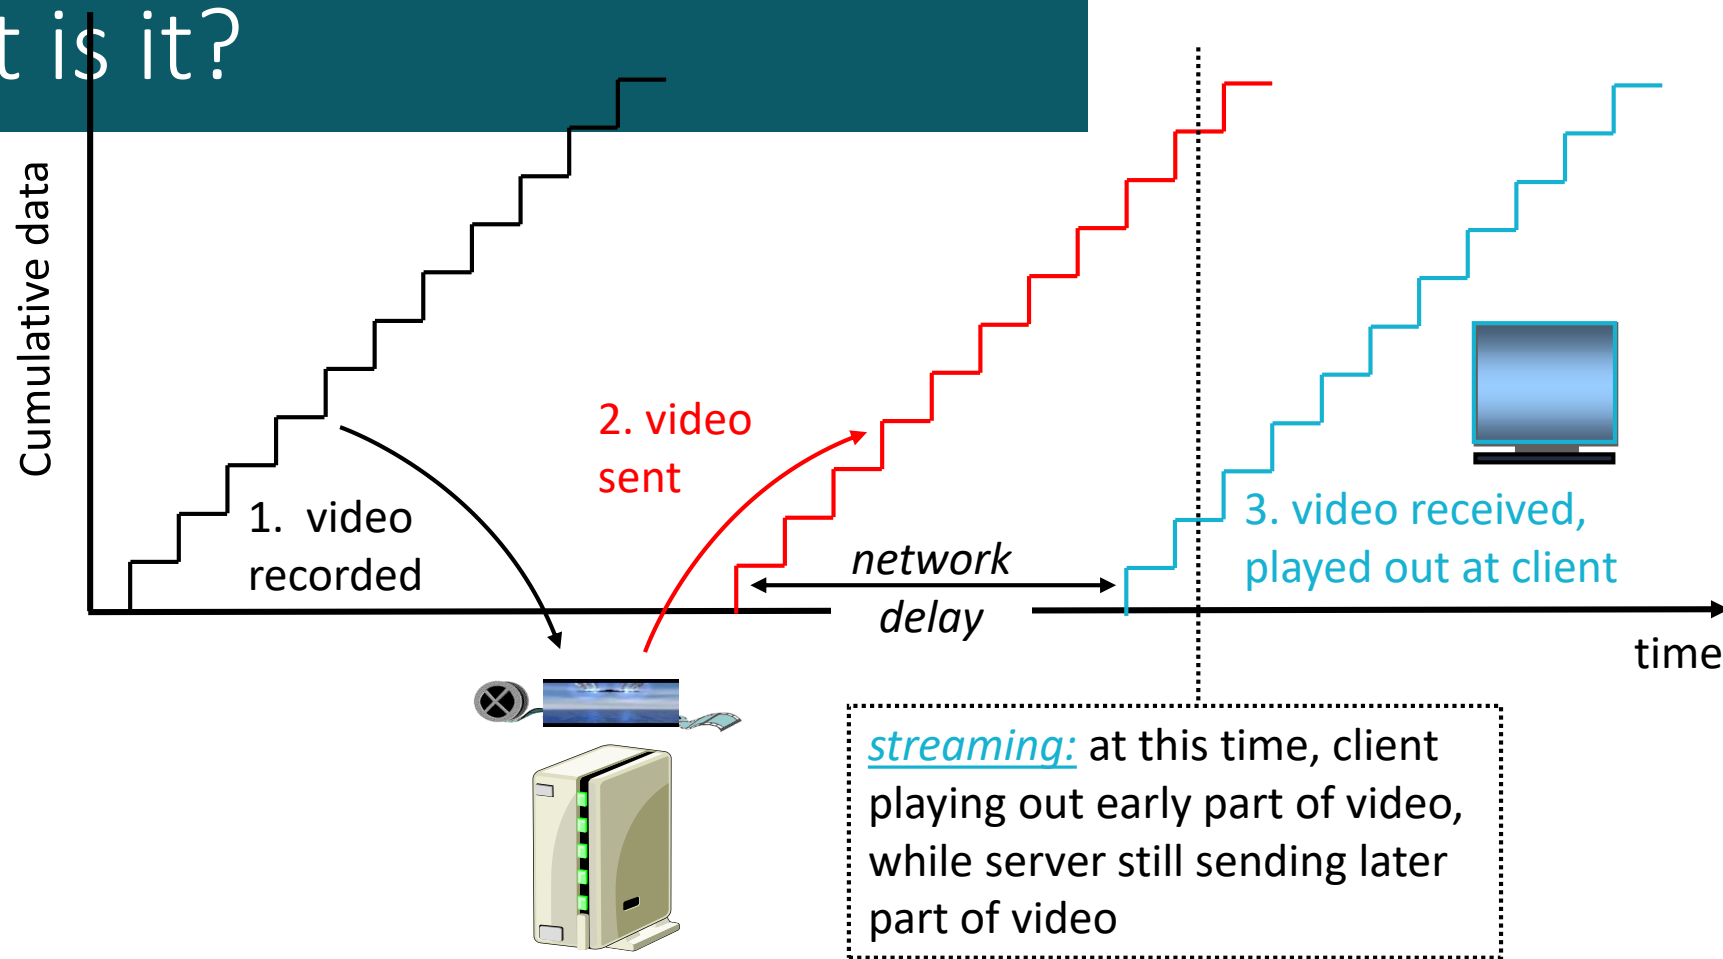 t is it?
Cumulative data
1. video
recorded
2. video
sent
network
delay
3. video received,
played out at client
time
streaming: at this time, client
playing out early part of video,
while server still sending later
part of video